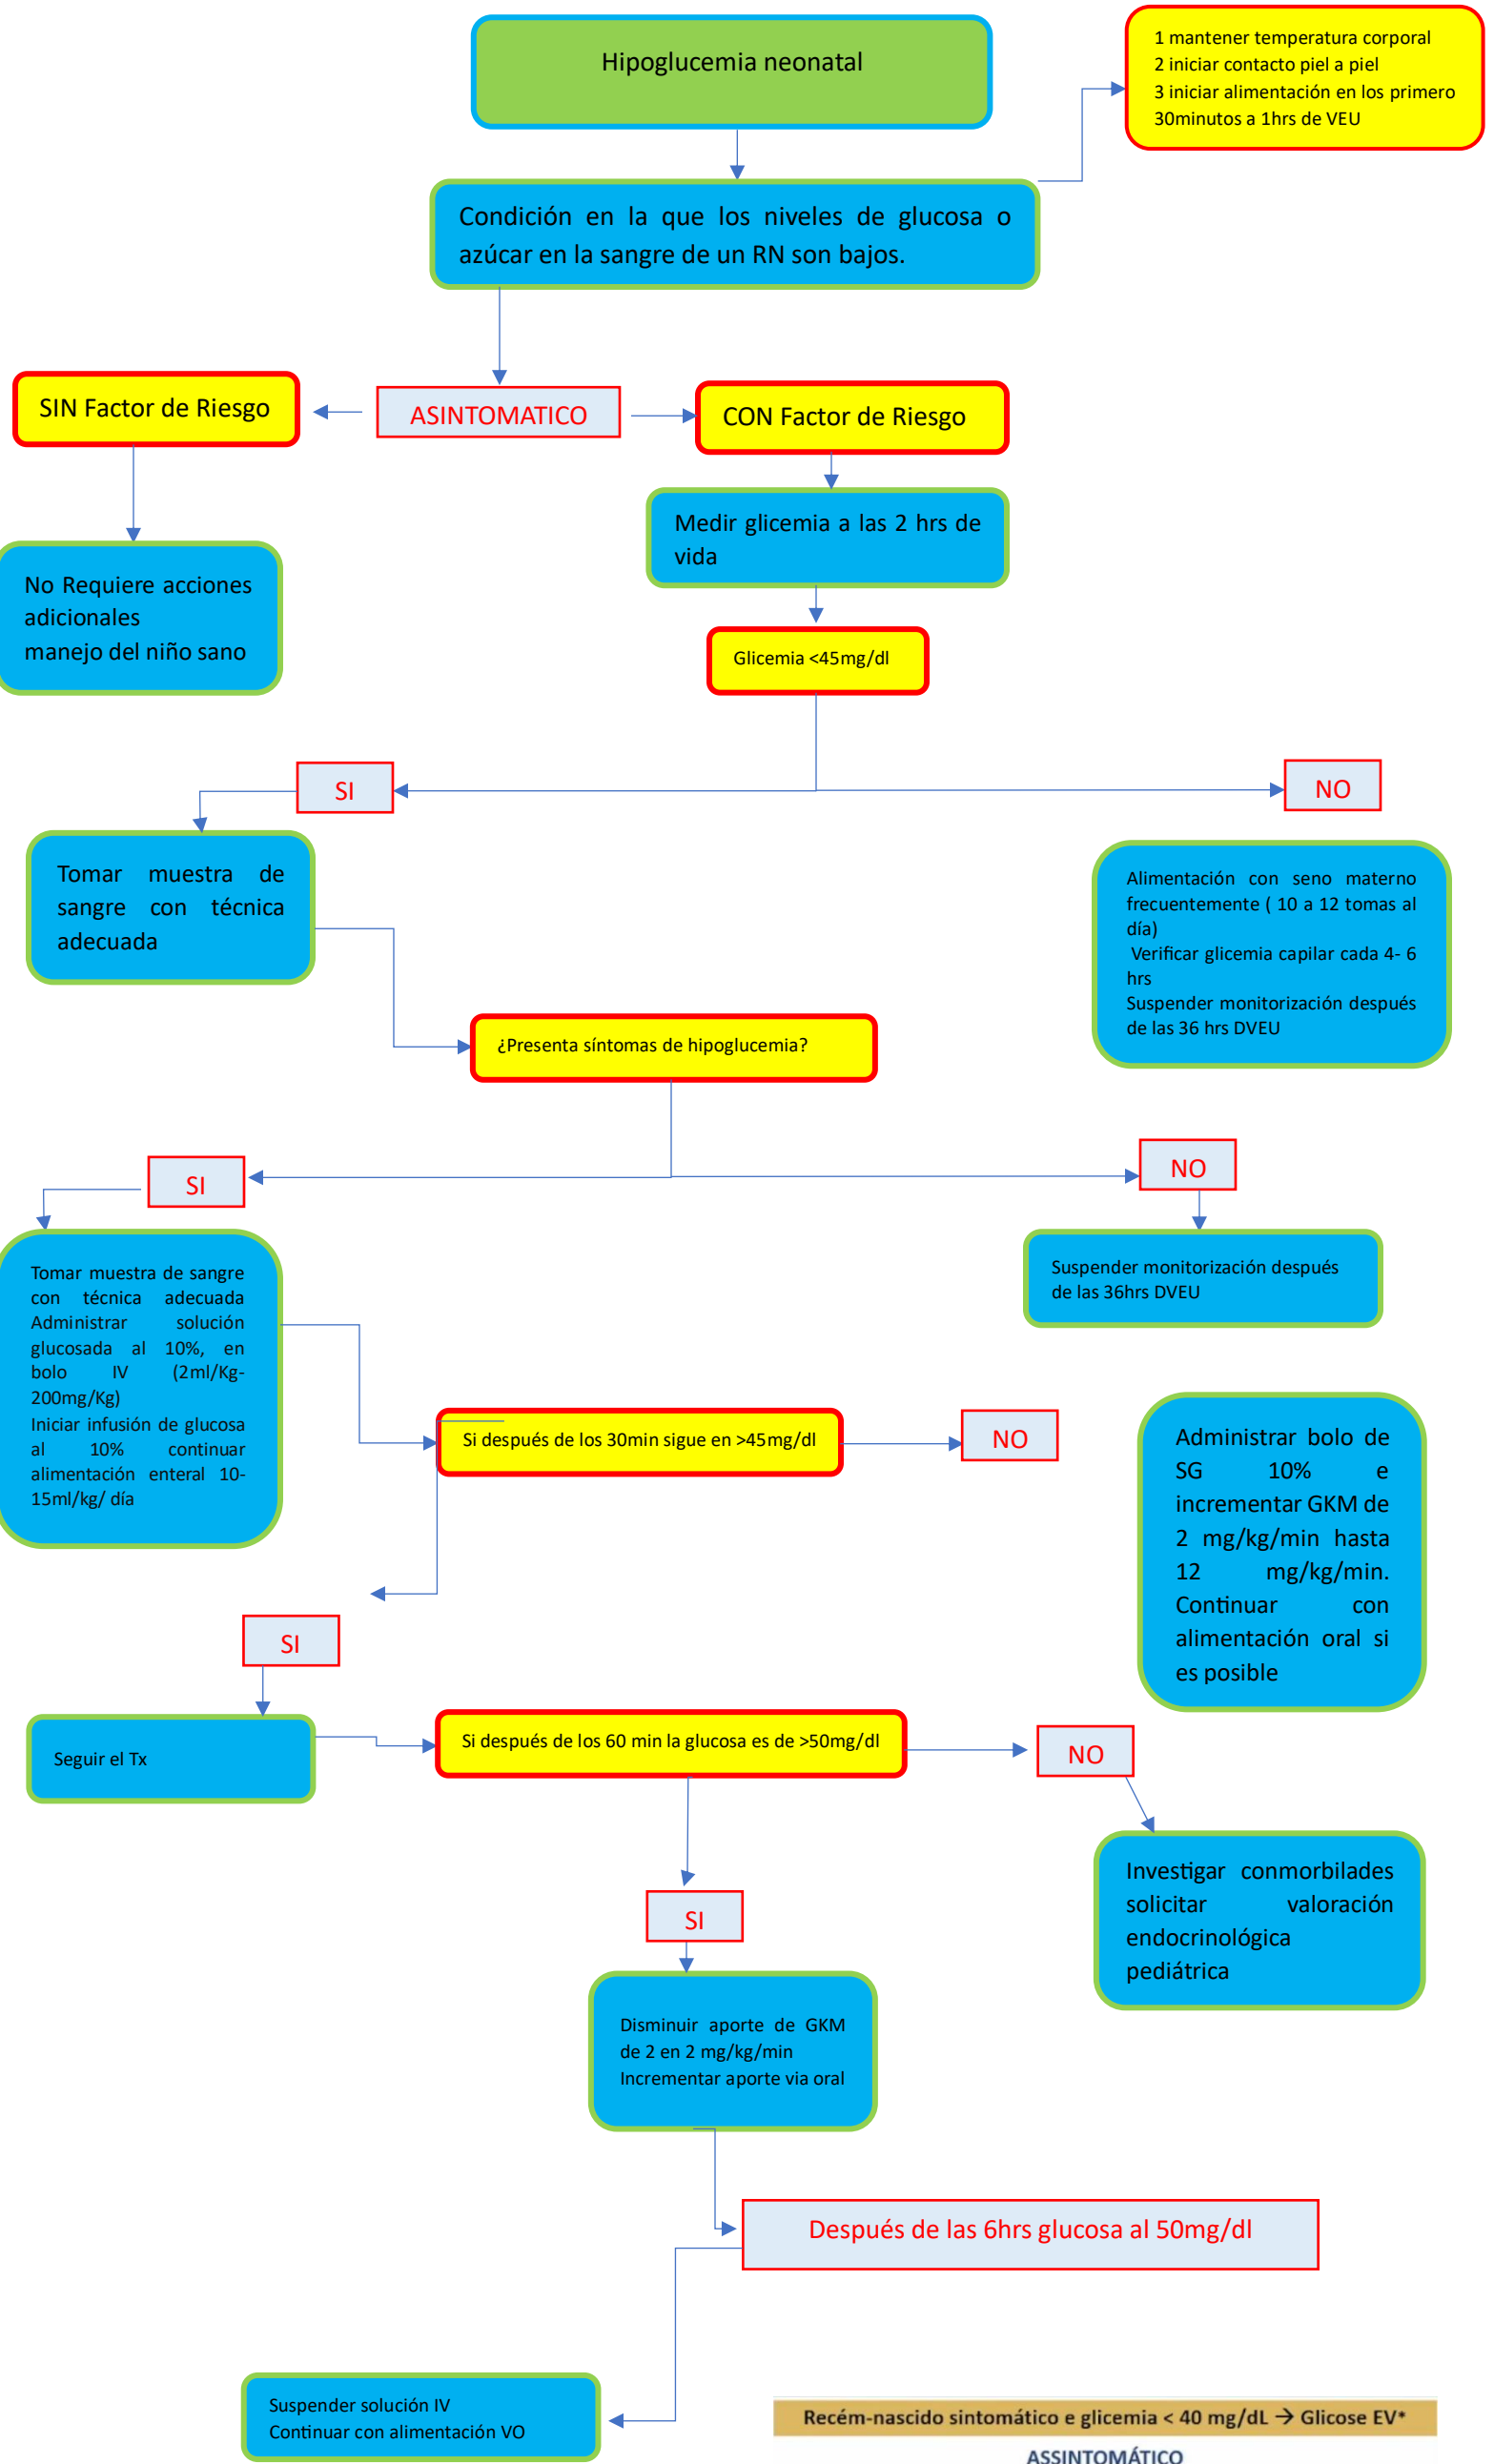 Hipoglucemia neonatal
1 mantener temperatura corporal
2 iniciar contacto piel a piel
3 iniciar alimentación en los primero
30minutos a 1hrs de VEU
Condición en la que los niveles de glucosa o
azúcar en la sangre de un RN son bajos.
SIN Factor de Riesgo
ASINTOMATICO
CON Factor de Riesgo
Medir glicemia a las 2 hrs de
vida
No Requiere acciones
adicionales
manejo del niño sano
Glicemia <45mg/dl
SI
NO
Tomar muestra de
sangre con técnica
adecuada
Alimentación con seno materno
frecuentemente ( 10 a 12 tomas al
día)
Verificar glicemia capilar cada 4- 6
hrs
Suspender monitorización después
de las 36 hrs DVEU
¿Presenta síntomas de hipoglucemia?
SI
NO
Tomar muestra de sangre
con técnica adecuada
Administrar solución
glucosada al 10%, en
bolo IV (2ml/Kg-
200mg/Kg)
Iniciar infusión de glucosa
al 10% continuar
alimentación enteral 10-
15ml/kg/ día
Suspender monitorización después
de las 36hrs DVEU
Si después de los 30min sigue en >45mg/dl
NO
Administrar bolo de
SG 10% e
incrementar GKM de
2 mg/kg/min hasta
12 mg/kg/min.
Continuar con
alimentación oral si
es posible
SI
Seguir el Tx
Si después de los 60 min la glucosa es de >50mg/dl
NO
Investigar conmorbilades
solicitar valoración
endocrinológica
pediátrica
SI
Disminuir aporte de GKM
de 2 en 2 mg/kg/min
Incrementar aporte via oral
Después de las 6hrs glucosa al 50mg/dl
Suspender solución IV
Continuar con alimentación VO
Recém-nascido sintomático e glicemia < 40 mg/dL → Glicose EV*
ASSINTOMÁTICO